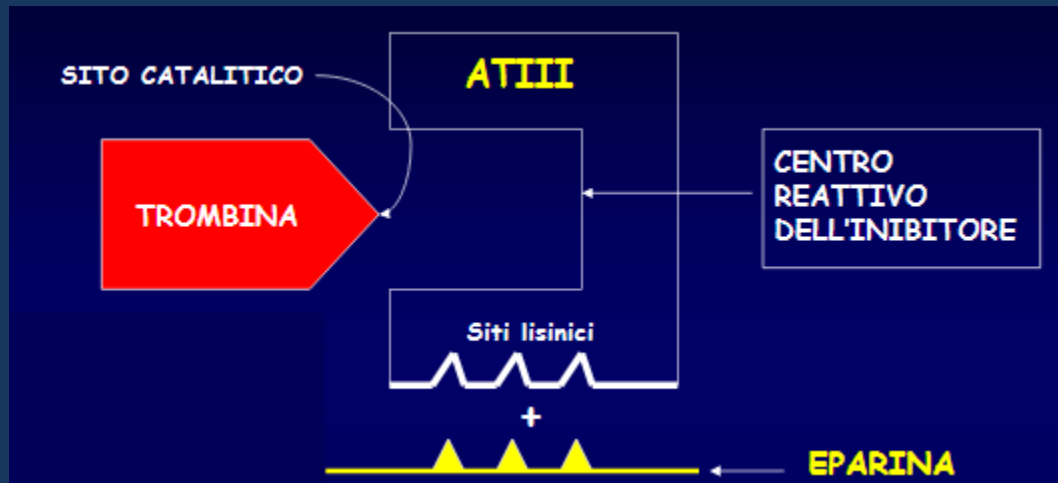 SITO CATALITICO
ATIII
TROMBINA
CENTRO
REATTIVO
DELL'INIBITORE
Siti lisinici
+
EPARINA